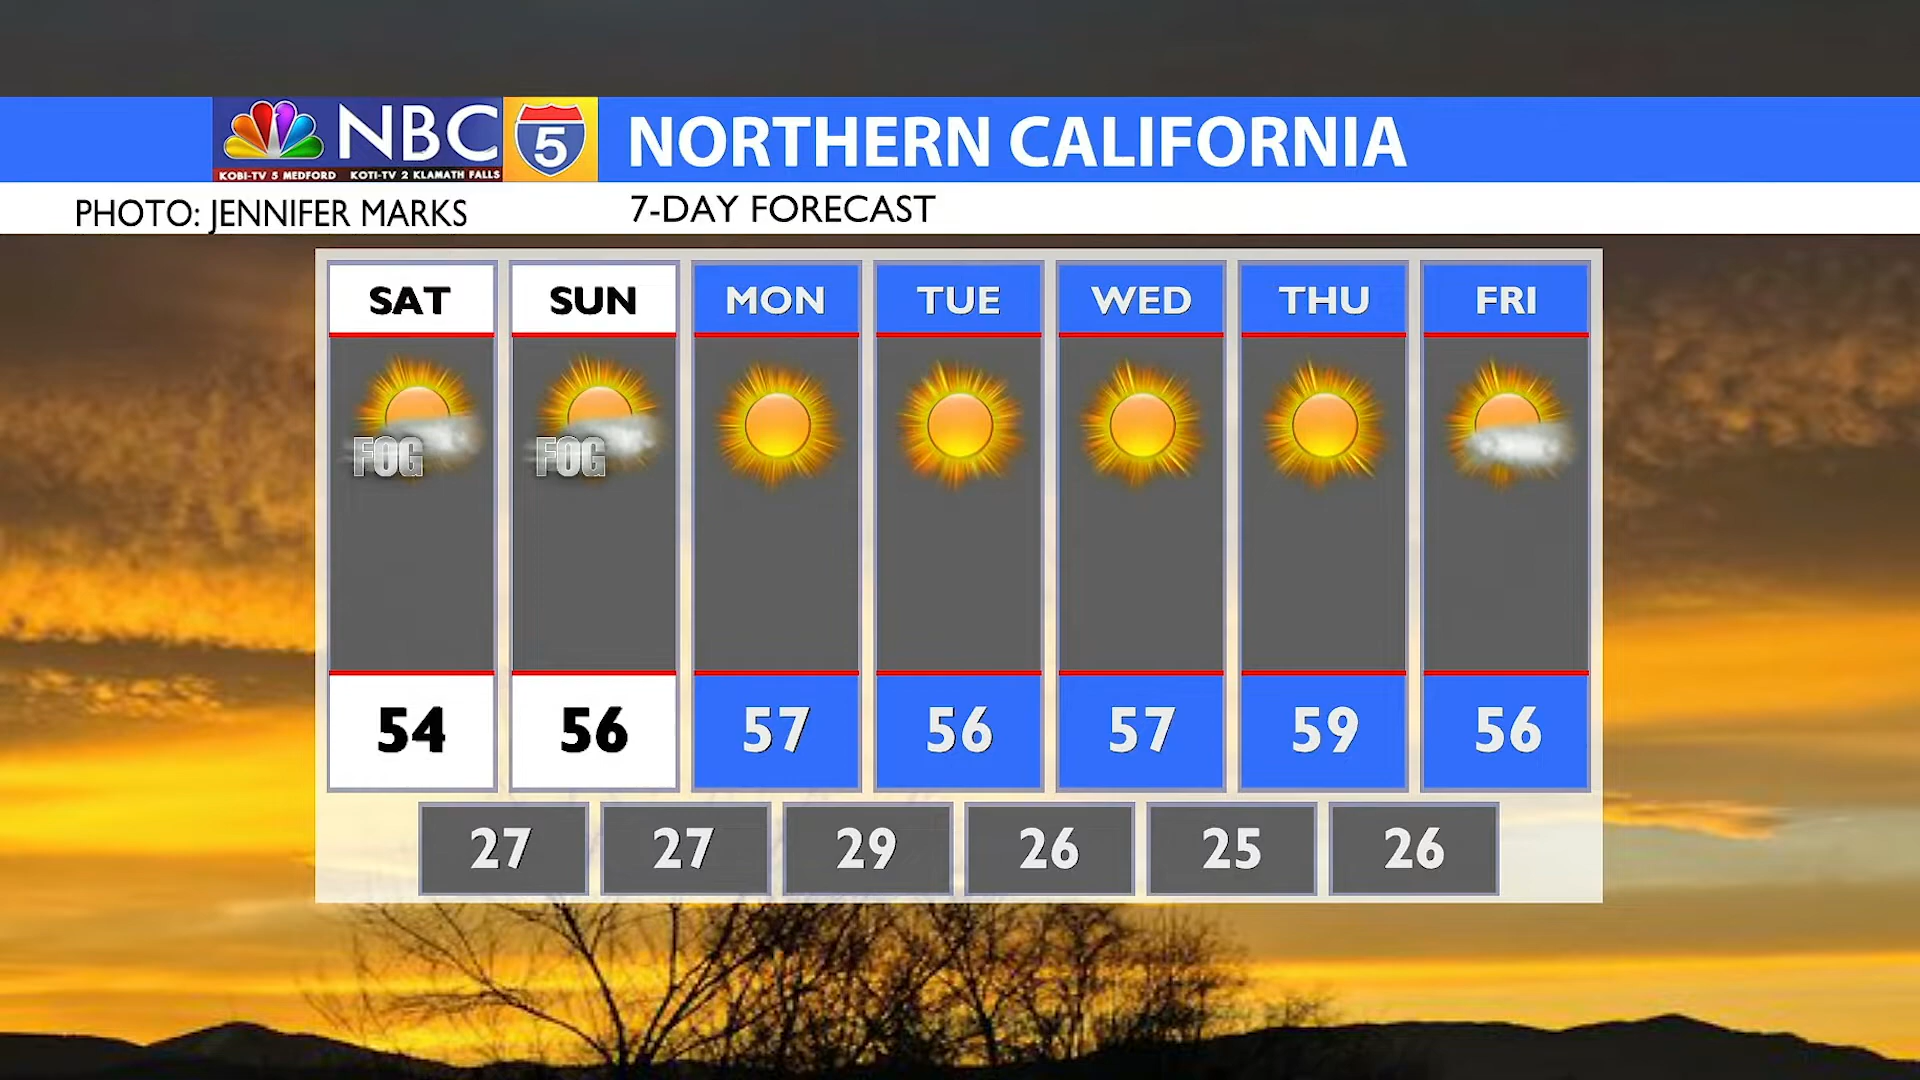 NBC 5
KOBI-TV 5 MEDFORD KOTI-TV 2 KLAMATH FALLS
NORTHERN CALIFORNIA
PHOTO: JENNIFER MARKS
7-DAY FORECAST
SAT SUN MON TUE WED THU FRI
FOG FOG
54 56 57 56 57 59 56
27 27 29 26 25 26